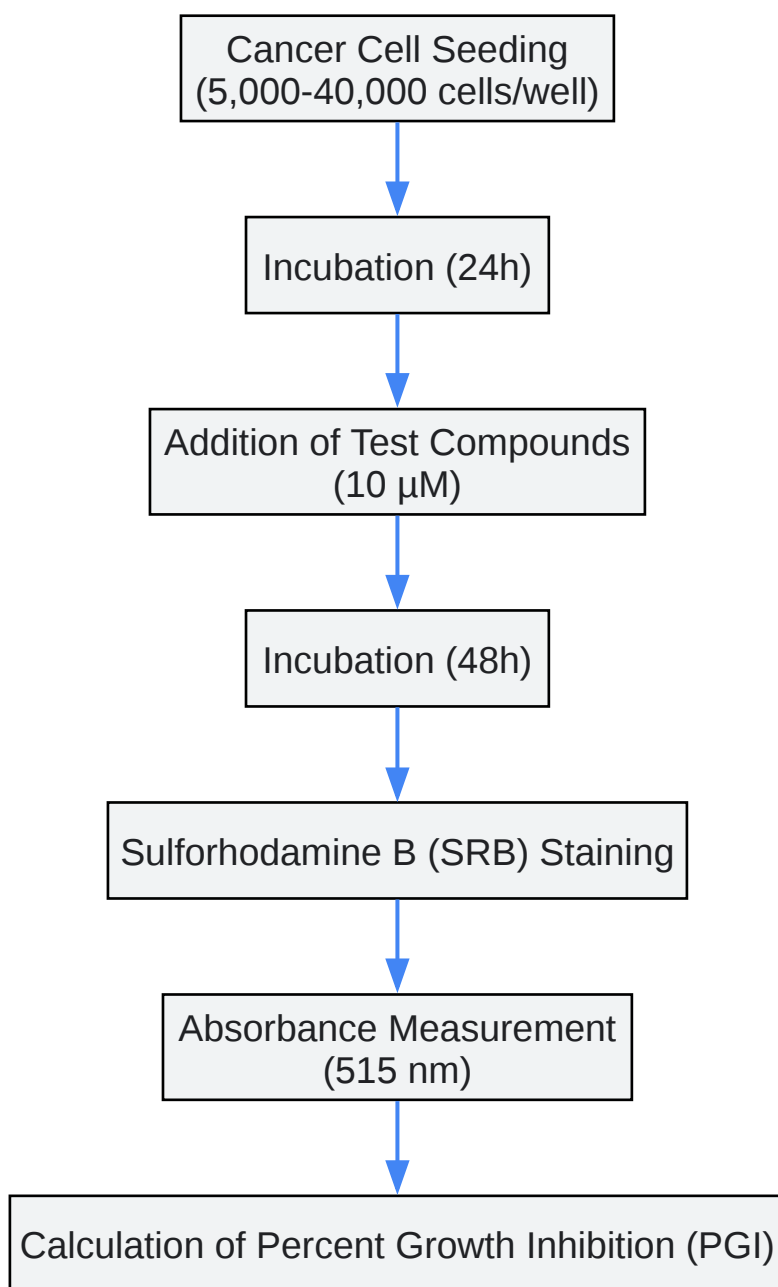 Cancer Cell Seeding
(5,000-40,000 cells/well)
Incubation (24h)
Addition of Test Compounds
(10 µM)
Incubation (48h)
Sulforhodamine B (SRB) Staining
Absorbance Measurement
(515 nm)
Calculation of Percent Growth Inhibition (PGI)